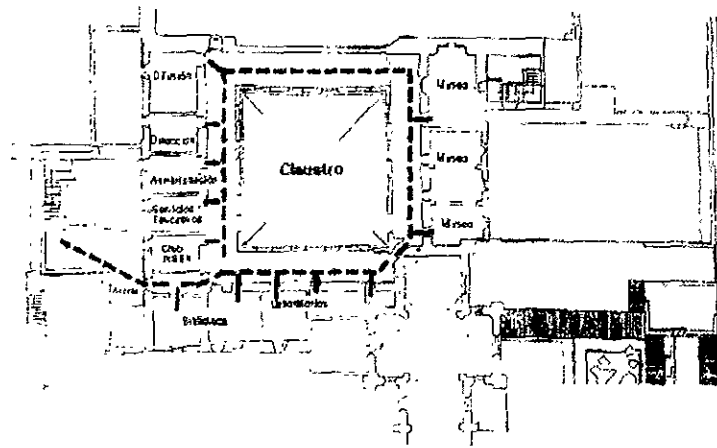 Difusión
Museo
Dirección
Claustro
Museo
Administración
Servicios
Educativos
Museo
Club
Laboratorios
Biblioteca